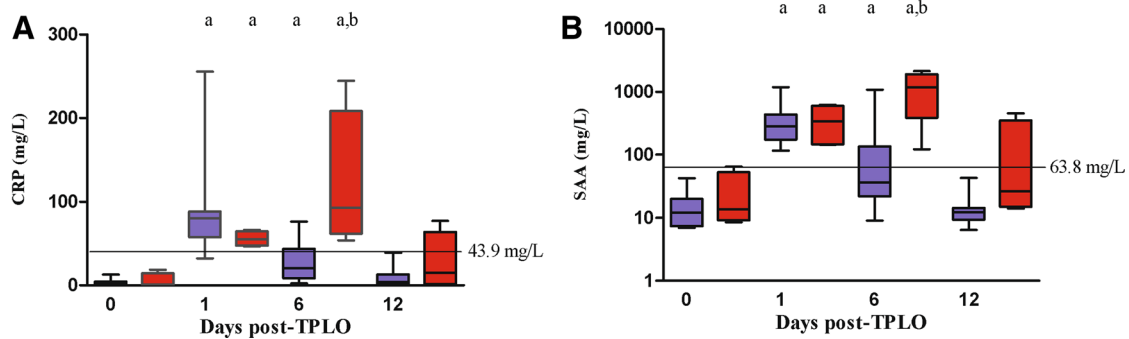 A
a a a a,b
300
200
100
0
CRP (mg/L)
43.9 mg/L
0 1 6 12
Days post-TPLO
B
a a a a,b
10000
1000
100
10
1
SAA (mg/L)
63.8 mg/L
0 1 6 12
Days post-TPLO